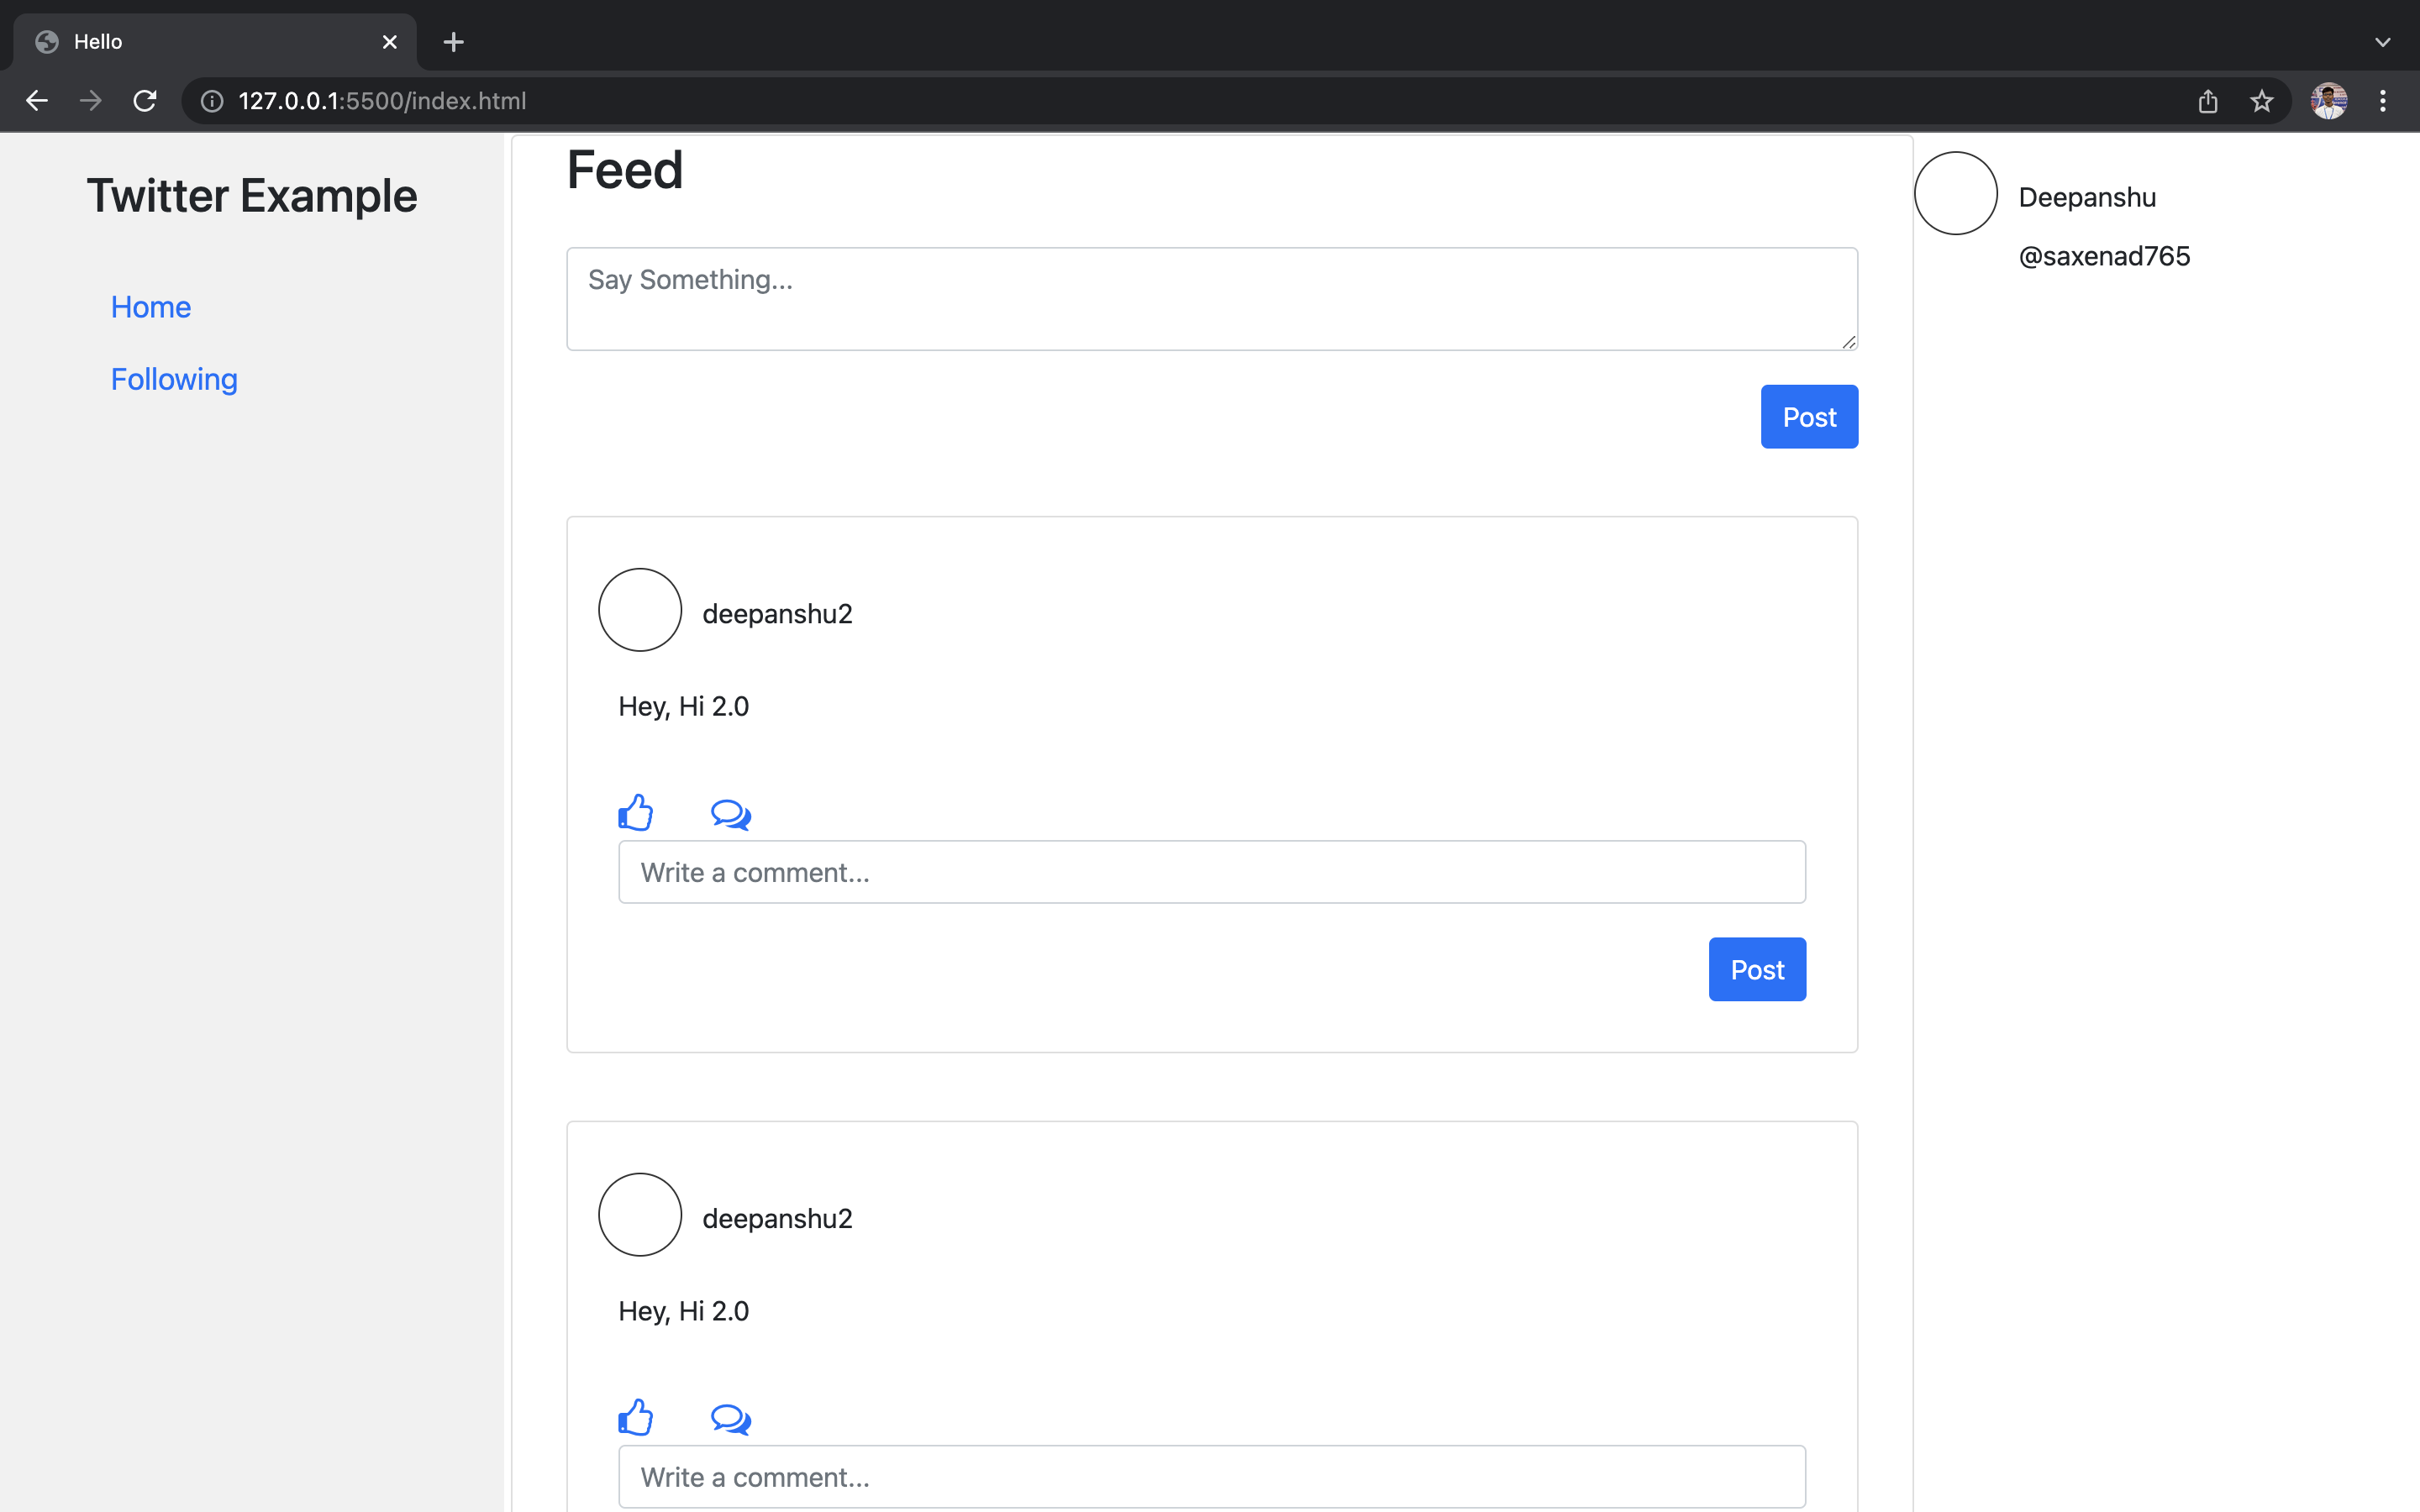 Hello
127.0.0.1:5500/index.html
Twitter Example
Home
Following
Feed
Say Something...
Post
deepanshu2
Hey, Hi 2.0
Write a comment...
Post
deepanshu2
Hey, Hi 2.0
Write a comment...
Deepanshu
@saxenad765